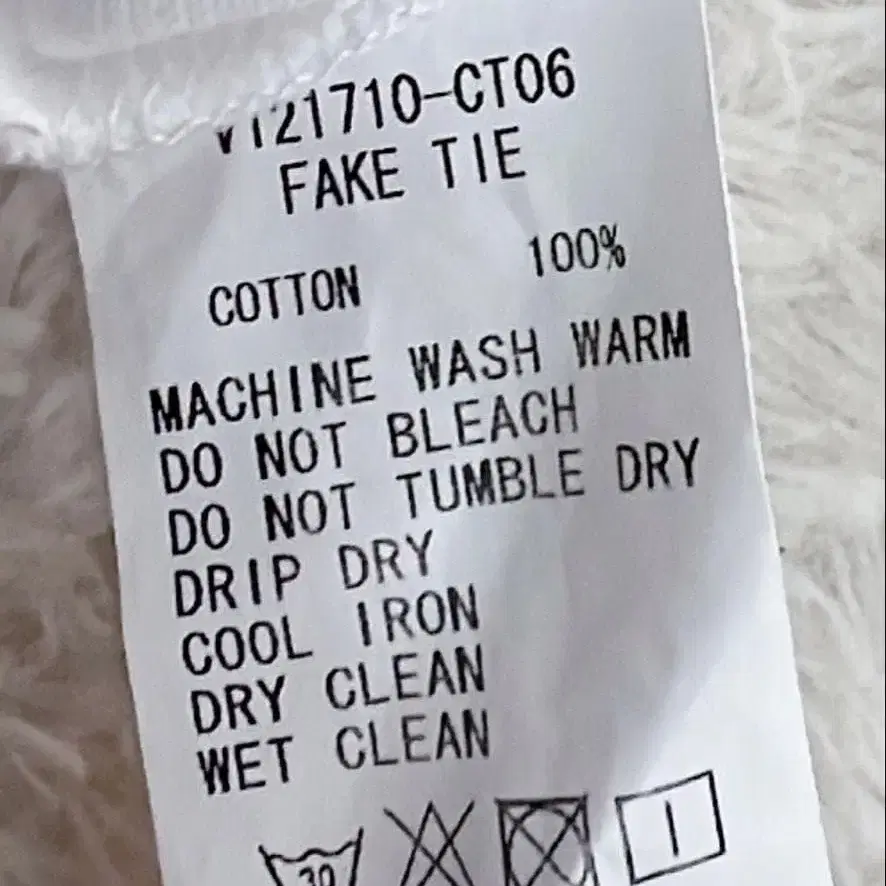 V121710-CT06
FAKE TIE
COTTON 100%
MACHINE WASH WARM
DO NOT BLEACH
DO NOT TUMBLE DRY
DRIP DRY
COOL IRON
DRY CLEAN
WET CLEAN
30